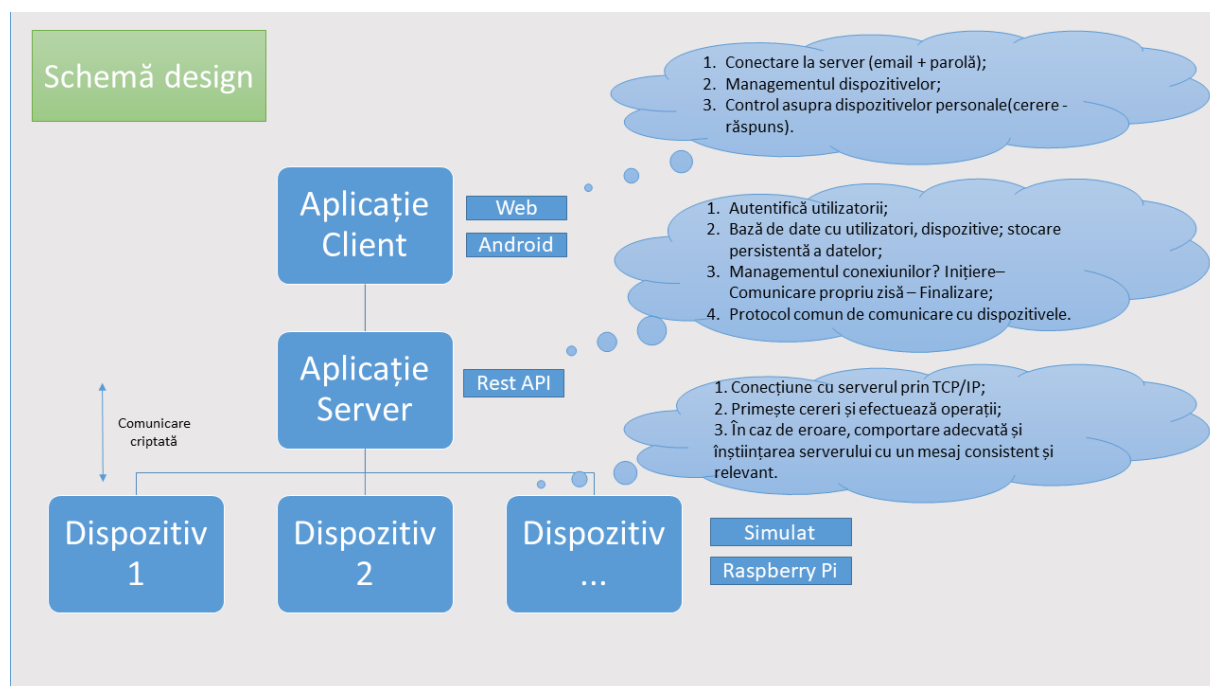 Schemă design
1. Conectare la server (email + parolă);
2. Managementul dispozitivelor;
3. Control asupra dispozitivelor personale(cerere -
răspuns).
Aplicație
Client
Web
Android
1. Autentifică utilizatorii;
2. Bază de date cu utilizatori, dispozitive; stocare
persistentă a datelor;
3. Managementul conexiunilor? Inițiere–
Comunicare propriu zisă – Finalizare;
4. Protocol comun de comunicare cu dispozitivele.
Aplicație
Server
Rest API
1. Conecțiune cu serverul prin TCP/IP;
2. Primește cereri și efectuează operații;
3. În caz de eroare, comportare adecvată și
înștiințarea serverului cu un mesaj consistent și
relevant.
Comunicare
criptată
Dispozitiv
1
Dispozitiv
2
Dispozitiv
...
Simulat
Raspberry Pi